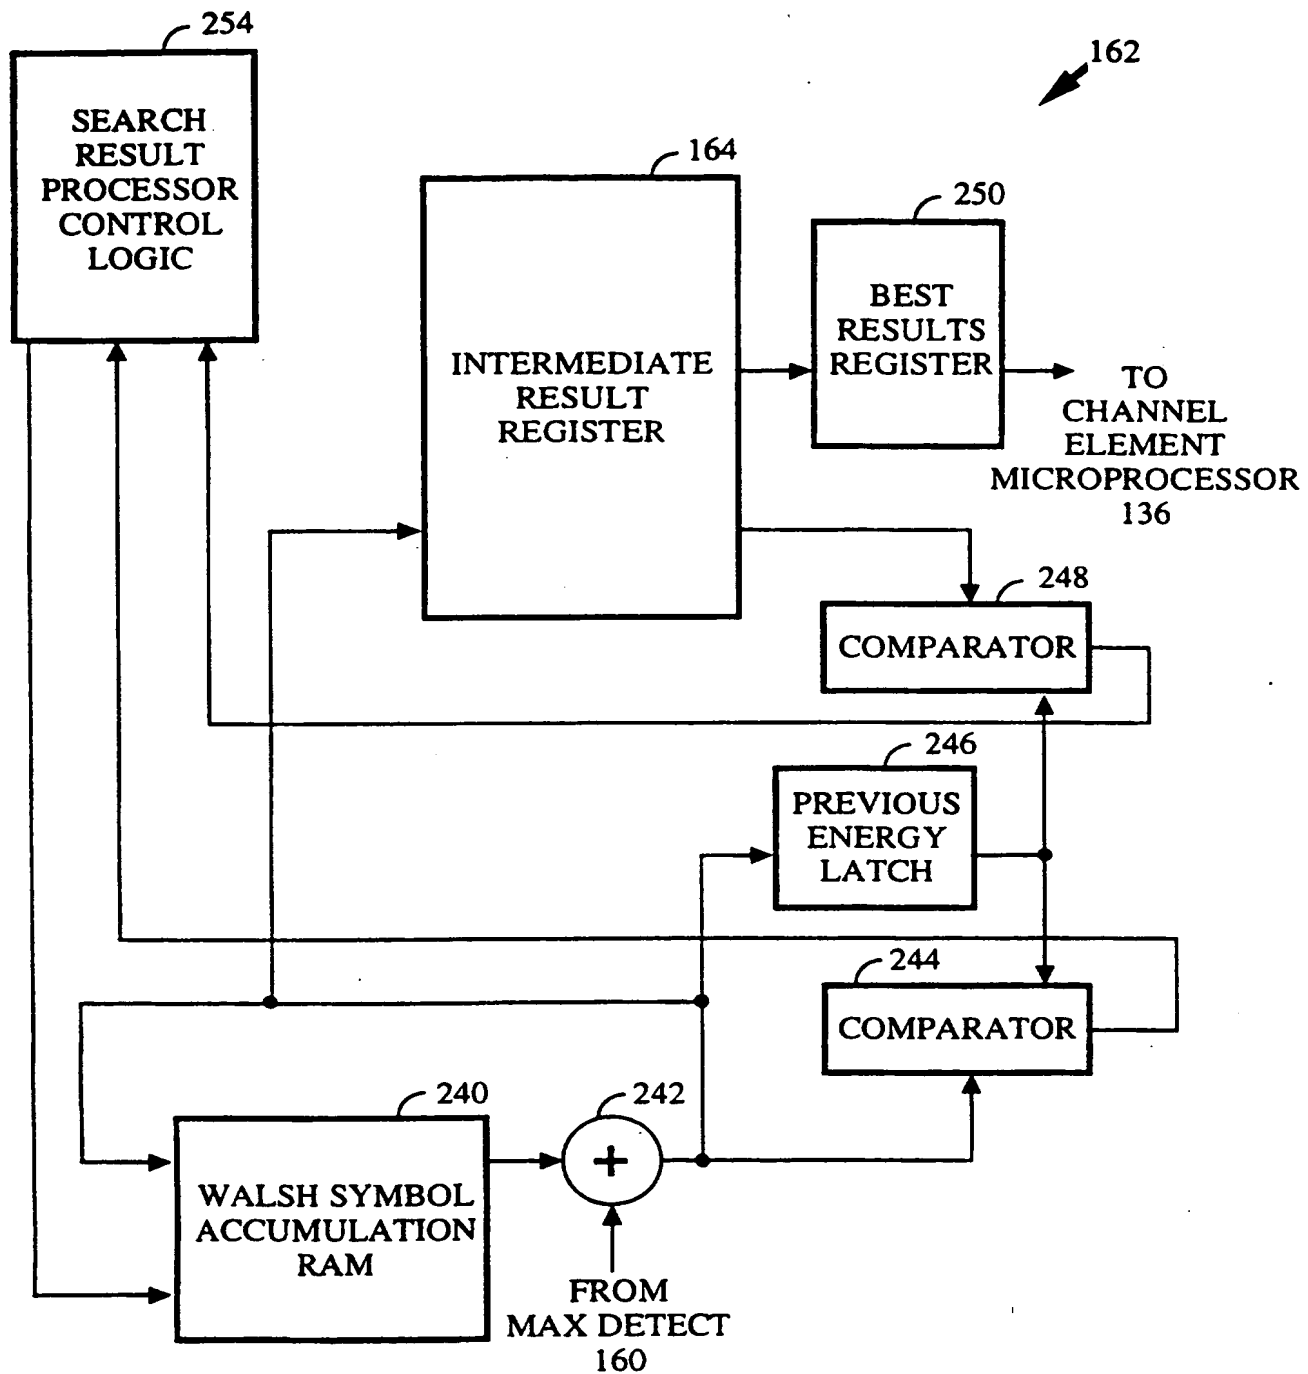 254
SEARCH
RESULT
PROCESSOR
CONTROL
LOGIC
162
164
INTERMEDIATE
RESULT
REGISTER
250
BEST
RESULTS
REGISTER
TO
CHANNEL
ELEMENT
MICROPROCESSOR
136
248
COMPARATOR
246
PREVIOUS
ENERGY
LATCH
244
COMPARATOR
240
WALSH SYMBOL
ACCUMULATION
RAM
242
+
FROM
MAX DETECT
160